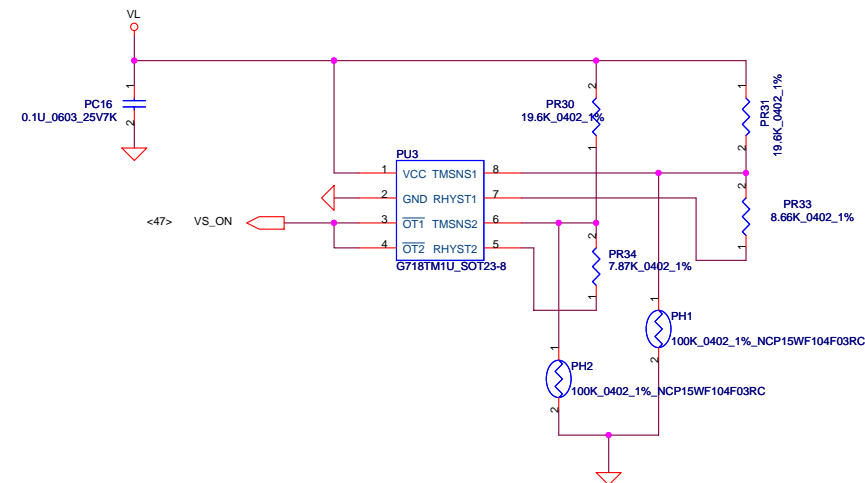 VL
1
PC16
0.1U_0603_25V7K
2
2
PR30
19.6K_0402_1%
1
1
PR31
19.6K_0402_1%
2
PU3
1 VCC TMSNS1 8
2 GND RHYST1 7
3 OT1 TMSNS2 6
4 OT2 RHYST2 5
G718TM1U_SOT23-8
<47> VS_ON
2
PR33
8.66K_0402_1%
1
2
PR34
7.87K_0402_1%
1
1
PH1
100K_0402_1%_NCP15WF104F03RC
2
1
PH2
100K_0402_1%_NCP15WF104F03RC
2